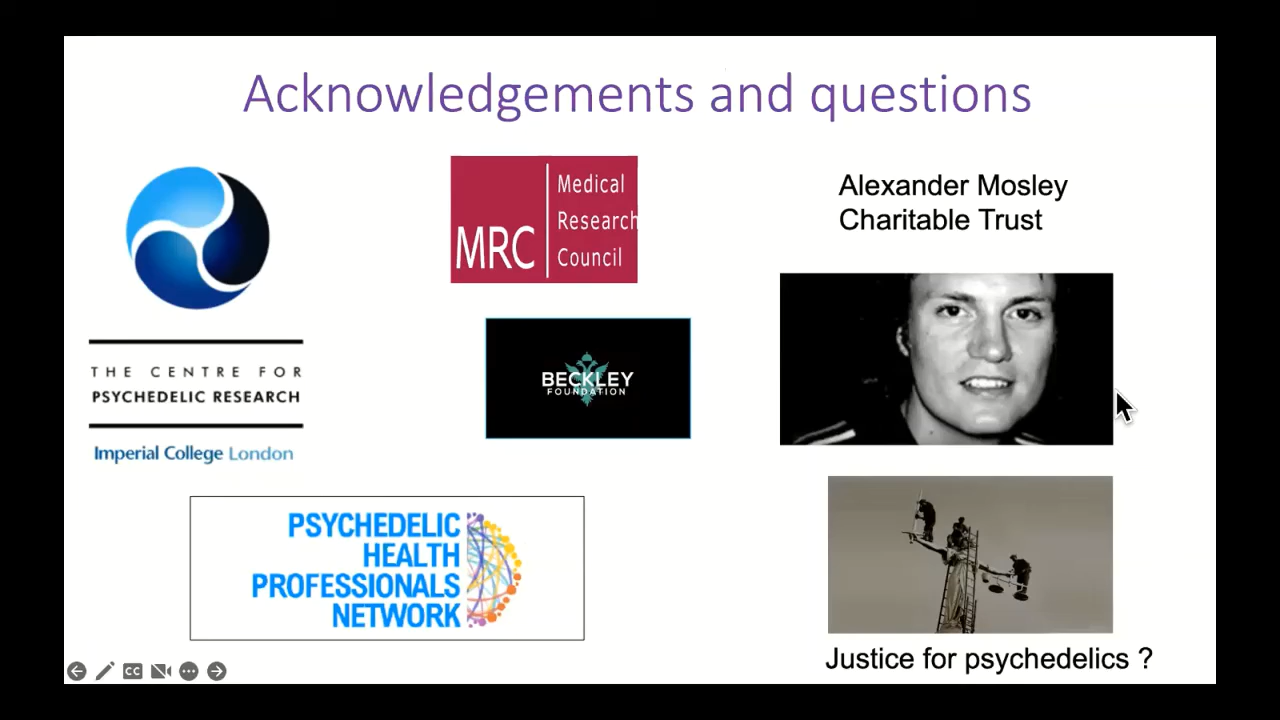 Acknowledgements and questions
THE CENTRE FOR
PSYCHEDELIC RESEARCH
Imperial College London
MRC
Medical
Research
Council
Alexander Mosley
Charitable Trust
BECKLEY
FOUNDATION
PSYCHEDELIC
HEALTH
PROFESSIONALS
NETWORK
Justice for psychedelics ?
CC